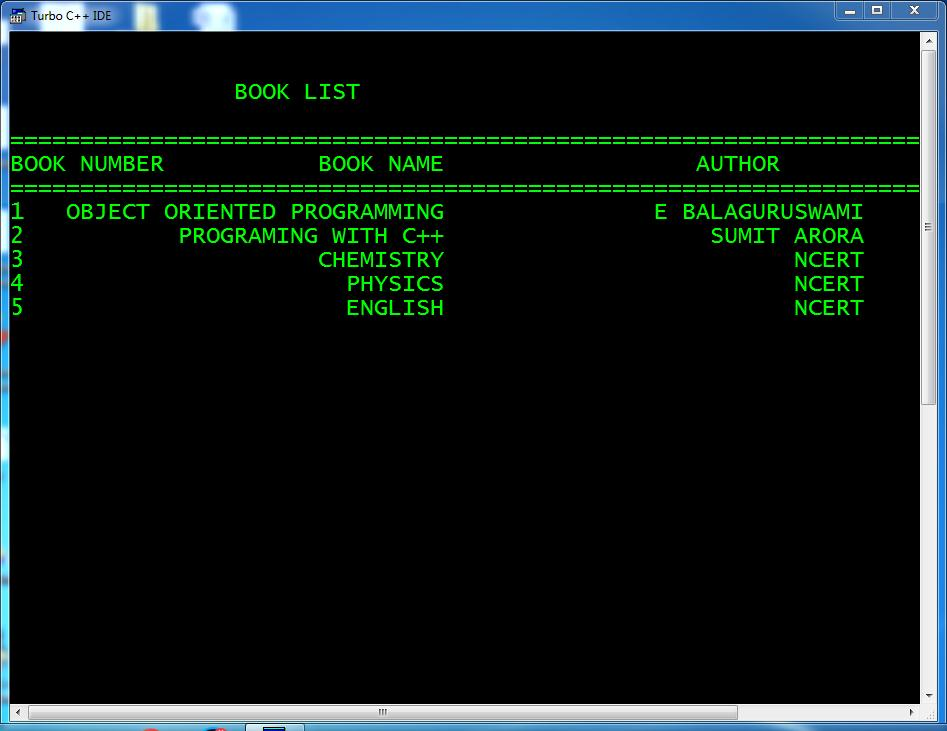 Turbo C++ IDE
BOOK LIST
=================================================================
BOOK NUMBER BOOK NAME AUTHOR
=================================================================
1 OBJECT ORIENTED PROGRAMMING E BALAGURUSWAMI
2 PROGRAMING WITH C++ SUMIT ARORA
3 CHEMISTRY NCERT
4 PHYSICS NCERT
5 ENGLISH NCERT